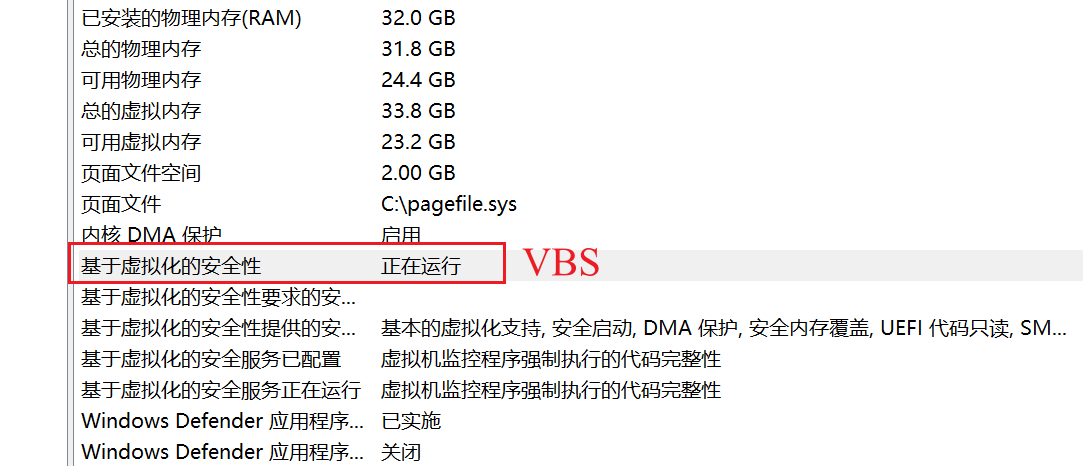 已安装的物理内存(RAM) 32.0 GB
总的物理内存 31.8 GB
可用物理内存 24.4 GB
总的虚拟内存 33.8 GB
可用虚拟内存 23.2 GB
页面文件空间 2.00 GB
页面文件 C:\pagefile.sys
内核 DMA 保护 启用
基于虚拟化的安全性 正在运行 VBS
基于虚拟化的安全性要求的安...
基于虚拟化的安全性提供的安... 基本的虚拟化支持, 安全启动, DMA 保护, 安全内存覆盖, UEFI 代码只读, SM...
基于虚拟化的安全服务已配置 虚拟机监控程序强制执行的代码完整性
基于虚拟化的安全服务正在运行 虚拟机监控程序强制执行的代码完整性
Windows Defender 应用程序... 已实施
Windows Defender 应用程序... 关闭